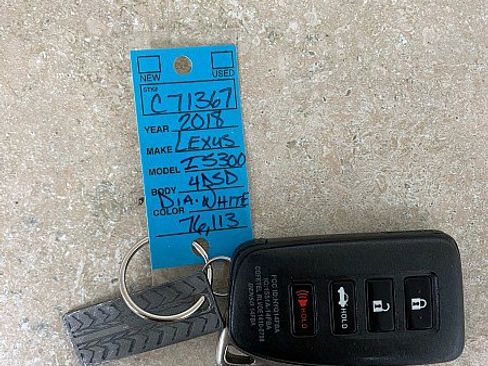 NEW USED
STK#
C71367
YEAR 2018
MAKE LEXUS
MODEL IS300
BODY 4DSD
COLOR DIA. WHITE
76,113
HOLD
HOLD